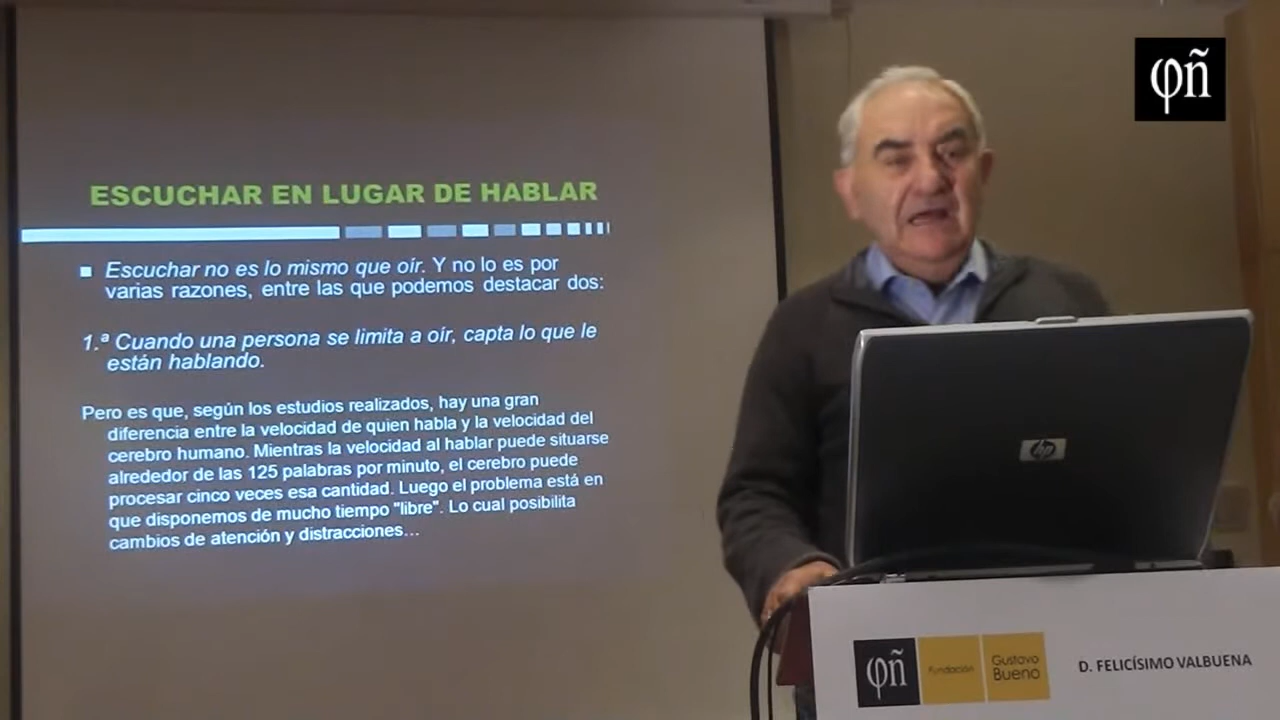 φñ
ESCUCHAR EN LUGAR DE HABLAR
■ Escuchar no es lo mismo que oír. Y no lo es por
varias razones, entre las que podemos destacar dos:
1.ª Cuando una persona se limita a oír, capta lo que le
están hablando.
Pero es que, según los estudios realizados, hay una gran
diferencia entre la velocidad de quien habla y la velocidad del
cerebro humano. Mientras la velocidad al hablar puede situarse
alrededor de las 125 palabras por minuto, el cerebro puede
procesar cinco veces esa cantidad. Luego el problema está en
que disponemos de mucho tiempo "libre". Lo cual posibilita
cambios de atención y distracciones...
hp
φñ Fundación Gustavo
Bueno
D. FELICÍSIMO VALBUENA